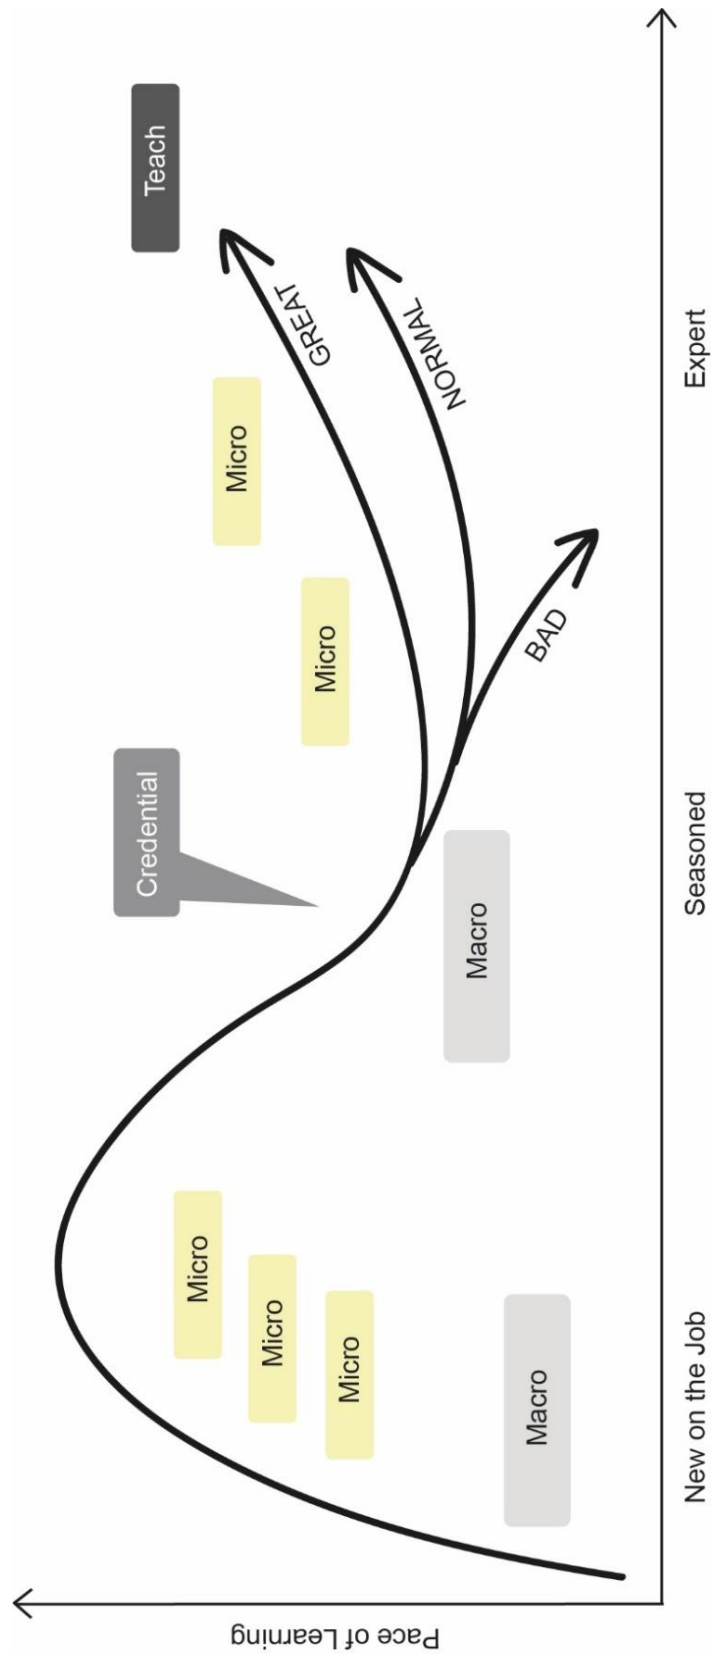 Pace of Learning
Teach
Credential
GREAT
NORMAL
BAD
Micro
Micro
Micro
Micro
Micro
Macro
Macro
New on the Job
Seasoned
Expert